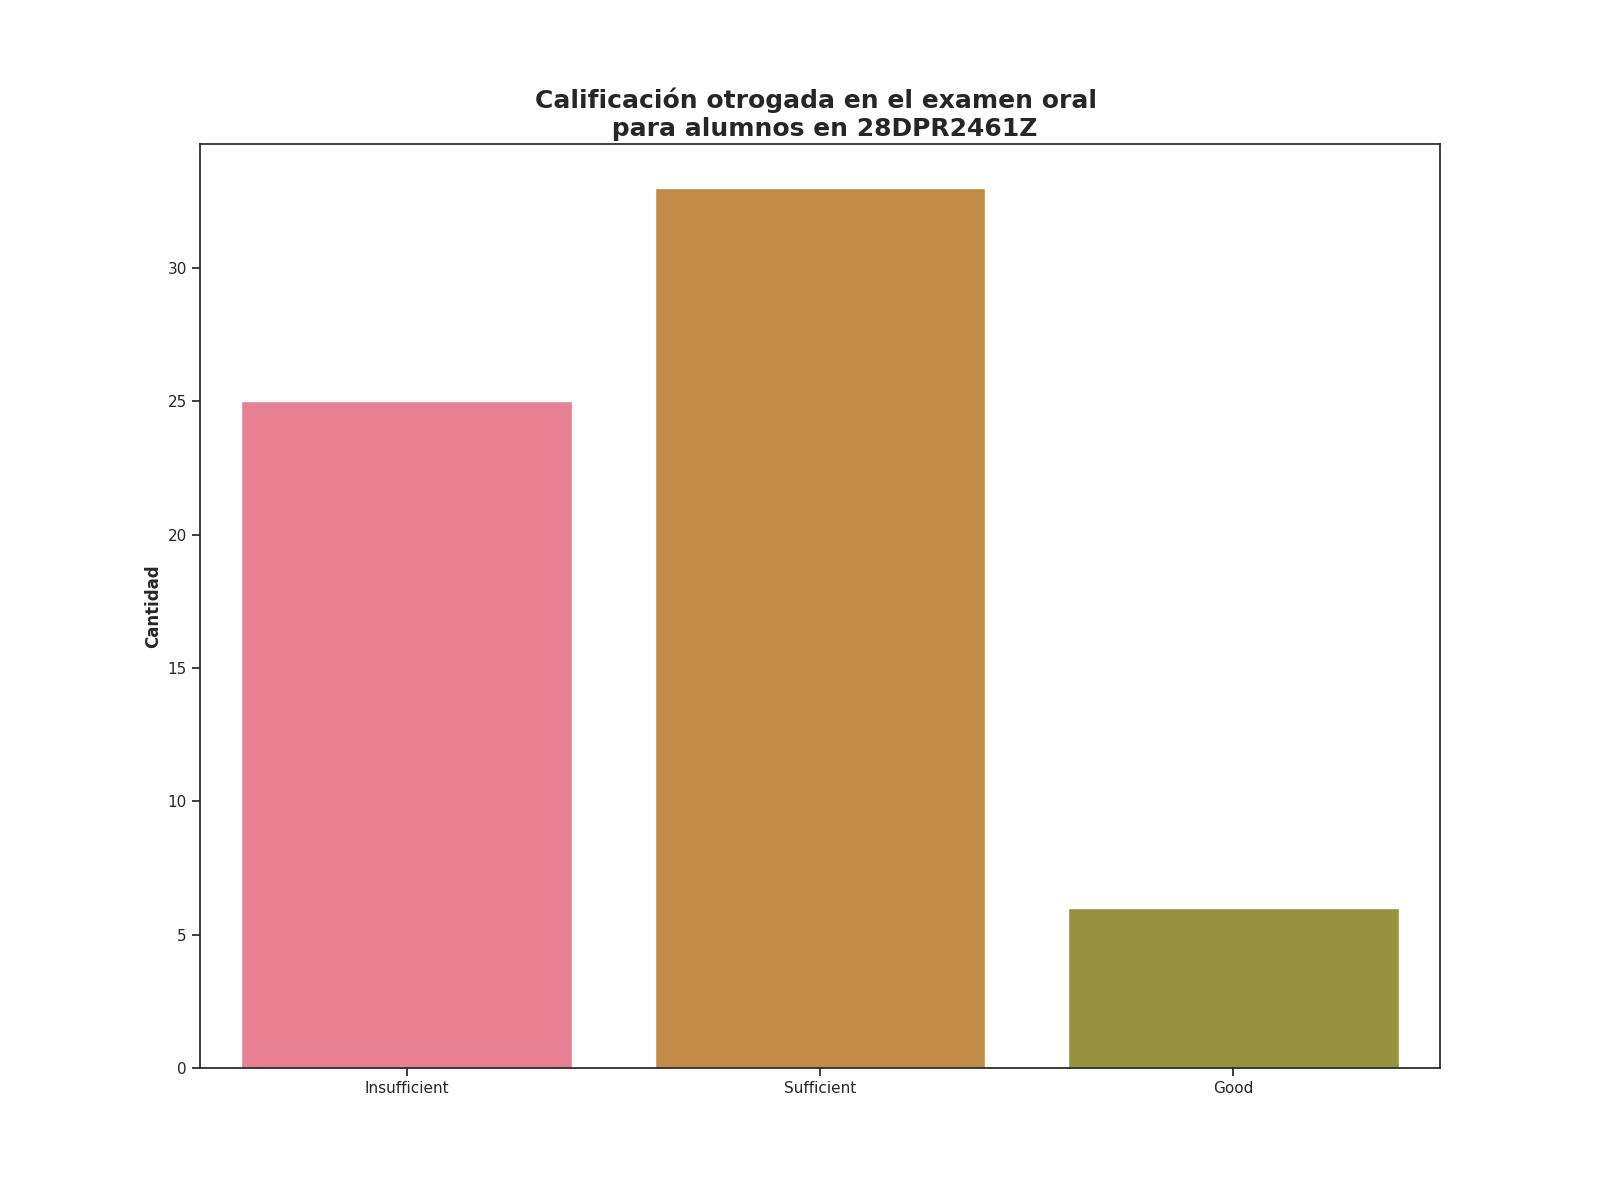 Calificación otrogada en el examen oral
para alumnos en 28DPR2461Z
Cantidad
30
25
20
15
10
5
0
Insufficient
Sufficient
Good